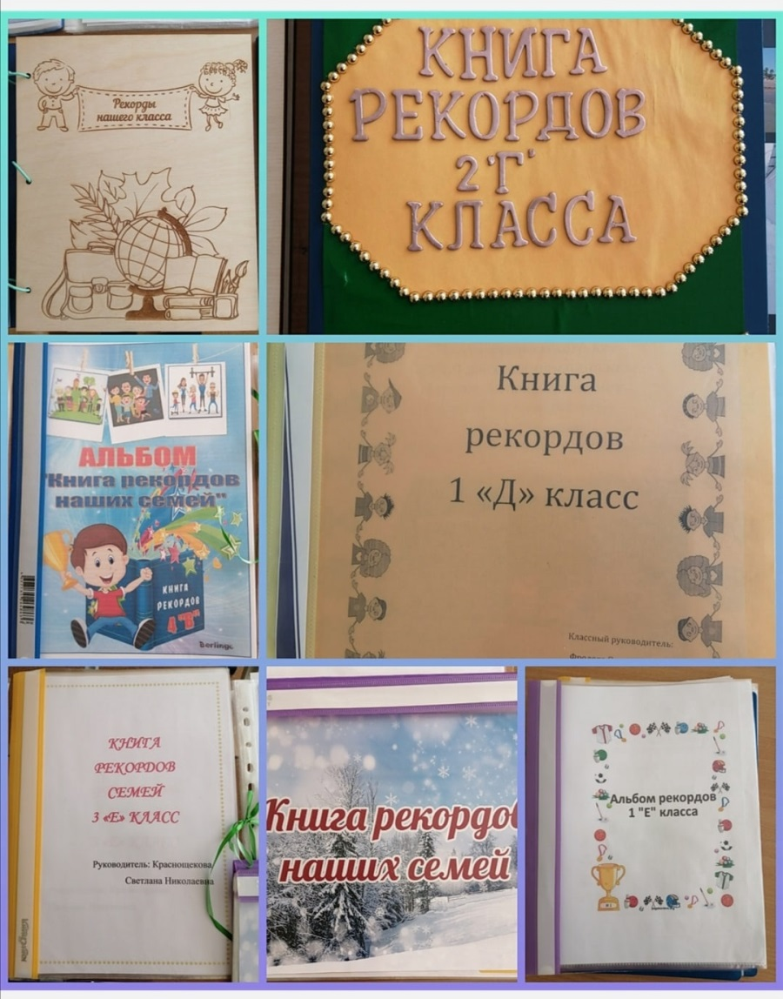 Рекорды
нашего класса
КНИГА
РЕКОРДОВ
2 "Г"
КЛАССА
АЛЬБОМ
"Книга рекордов
наших семей"
КНИГА
РЕКОРДОВ
4 "В"
Berlingo
Книга
рекордов
1 «Д» класс
Классный руководитель:
КНИГА
РЕКОРДОВ
СЕМЕЙ
3 «Е» КЛАСС
Руководитель: Краснощекова
Светлана Николаевна
Книга рекордо
наших семей
Альбом рекордов
1 "Е" класса